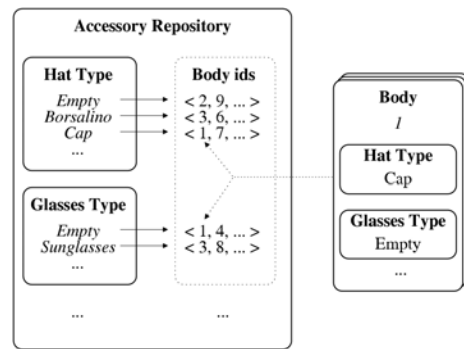 Accessory Repository
Hat Type
Empty
Borsalino
Cap
...
Body ids
< 2, 9, ... >
< 3, 6, ... >
< 1, 7, ... >
Glasses Type
Empty
Sunglasses
...
< 1, 4, ... >
< 3, 8, ... >
...
...
Body
1
Hat Type
Cap
Glasses Type
Empty
...